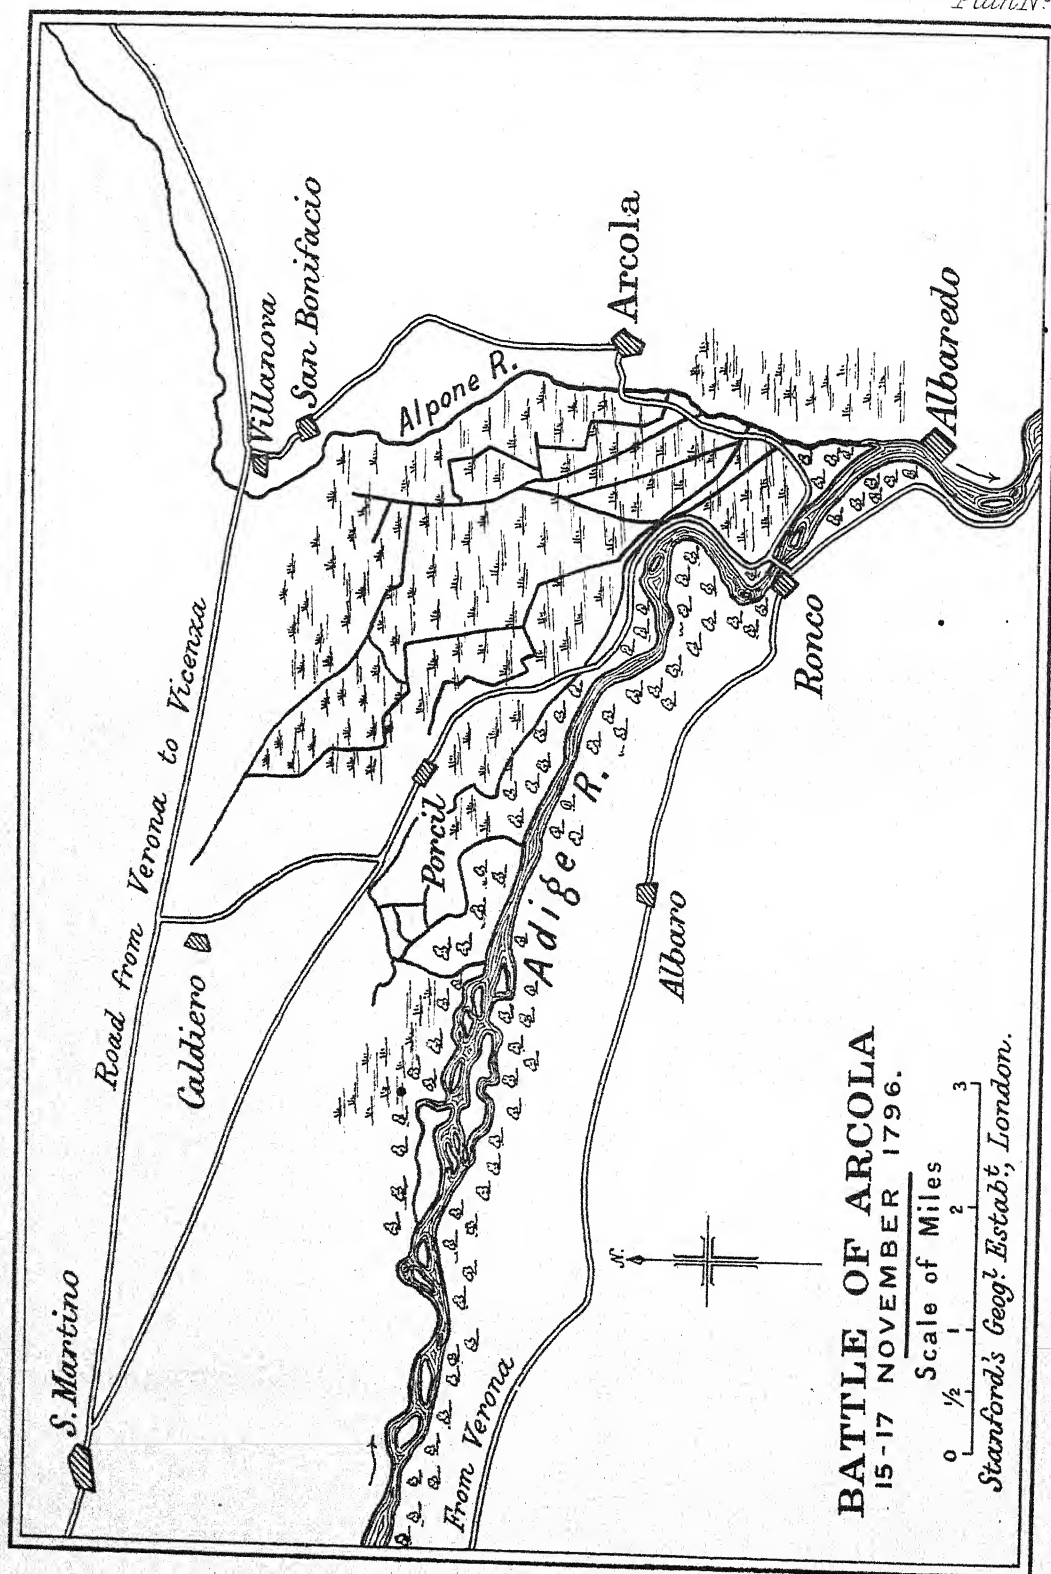 Road from Verona to Vicenza
S. Martino
Caldiero
Villanova
San Bonifacio
Alpone R.
Arcola
Porcil
Adige R.
Albaro
Ronco
Albaredo
From Verona
N.
BATTLE OF ARCOLA
15-17 NOVEMBER 1796.
Scale of Miles
0 ½ 1 2 3
Stanford's Geogl. Estabt., London.